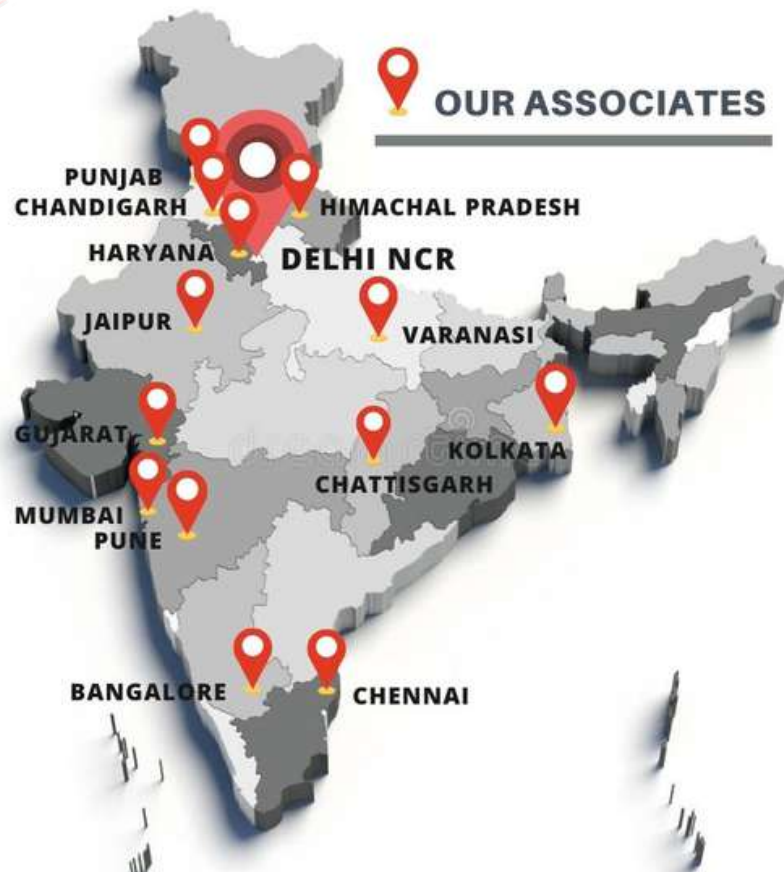 OUR ASSOCIATES
PUNJAB
CHANDIGARH
HIMACHAL PRADESH
HARYANA
DELHI NCR
JAIPUR
VARANASI
GUJARAT
KOLKATA
CHATTISGARH
MUMBAI
PUNE
BANGALORE
CHENNAI